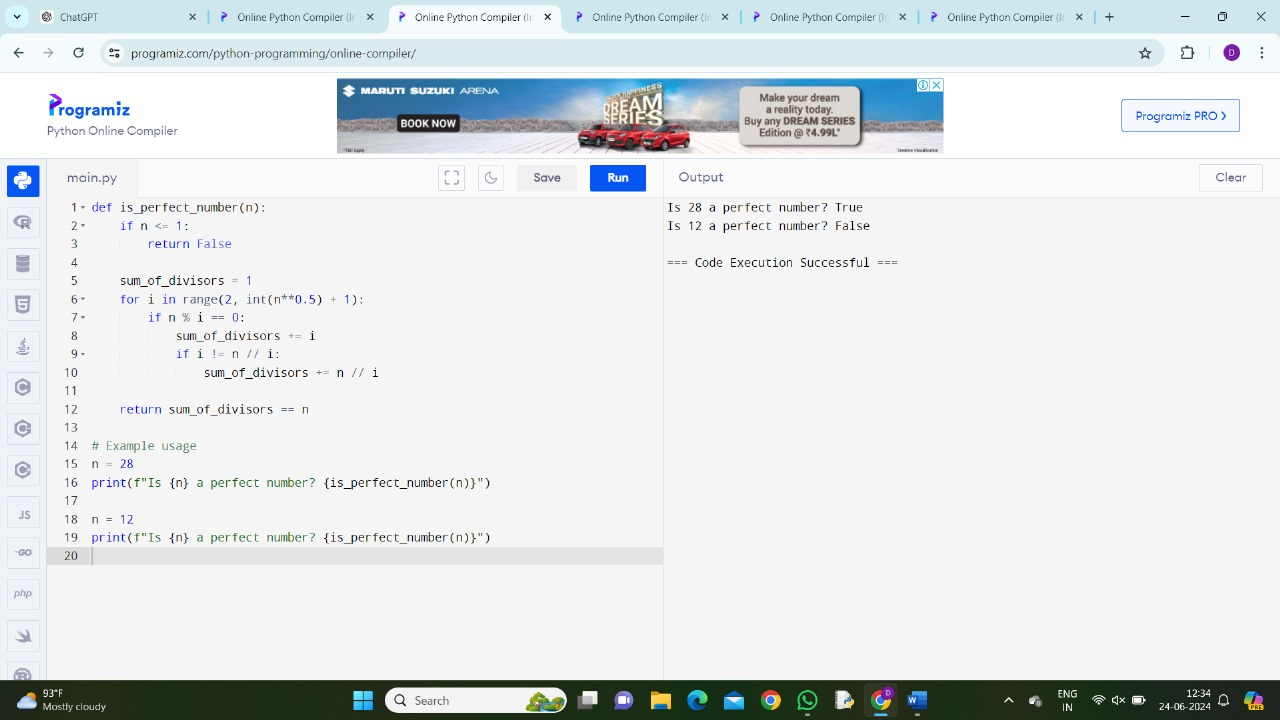 ChatGPT
Online Python Compiler (I
Online Python Compiler (In
Online Python Compiler (I
Online Python Compiler (I
Online Python Compiler (I
programiz.com/python-programming/online-compiler/
D
Programiz
Python Online Compiler
MARUTI SUZUKI ARENA
BOOK NOW
DREAM
SERIES
Make your dream
a reality today.
Buy any DREAM SERIES
Edition @ ₹4.99L*
Creative Visualization
Programiz PRO >
main.py
Save
Run
Output
Clear
1 def is_perfect_number(n):
2 if n <= 1:
3 return False
4
5 sum_of_divisors = 1
6 for i in range(2, int(n**0.5) + 1):
7 if n % i == 0:
8 sum_of_divisors += i
9 if i != n // i:
10 sum_of_divisors += n // i
11
12 return sum_of_divisors == n
13
14 # Example usage
15 n = 28
16 print(f"Is {n} a perfect number? {is_perfect_number(n)}")
17
18 n = 12
19 print(f"Is {n} a perfect number? {is_perfect_number(n)}")
20
Is 28 a perfect number? True
Is 12 a perfect number? False
=== Code Execution Successful ===
JS
GO
php
93°F
Mostly cloudy
Search
ENG
IN
12:34
24-06-2024